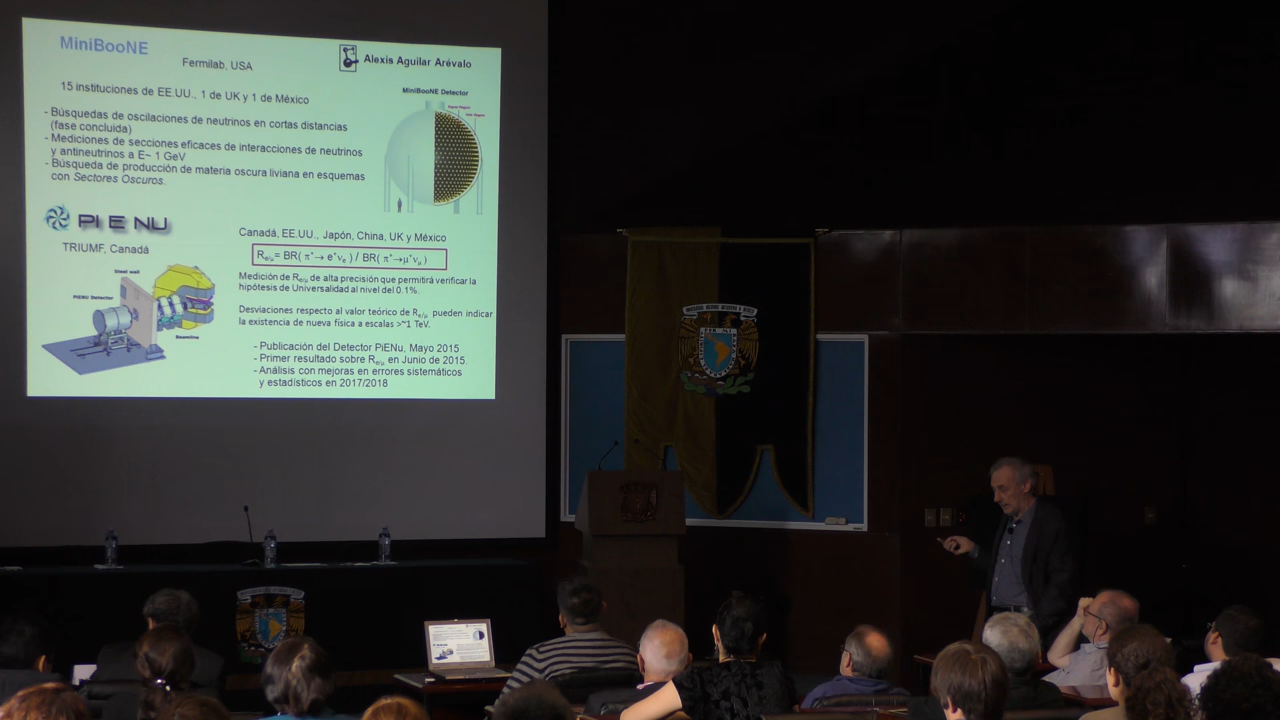 MiniBooNE
Fermilab, USA
Alexis Aguilar Arévalo
15 instituciones de EE.UU., 1 de UK y 1 de México
MiniBooNE Detector
- Búsquedas de oscilaciones de neutrinos en cortas distancias
(fase concluida)
- Mediciones de secciones eficaces de interacciones de neutrinos
y antineutrinos a E~ 1 GeV
- Búsqueda de producción de materia oscura liviana en esquemas
con Sectores Oscuros.
PI E NU
TRIUMF, Canadá
Canadá, EE.UU., Japón, China, UK y México
Re/μ= BR( π⁺→ e⁺νe ) / BR( π⁺→μ⁺νμ )
Steel wall
PIENU Detector
Beamline
Medición de Re/μ de alta precisión que permitirá verificar la
hipótesis de Universalidad al nivel del 0.1%.
Desviaciones respecto al valor teórico de Re/μ pueden indicar
la existencia de nueva física a escalas >~1 TeV.
- Publicación del Detector PiENu, Mayo 2015
- Primer resultado sobre Re/μ en Junio de 2015.
- Análisis con mejoras en errores sistemáticos
y estadísticos en 2017/2018